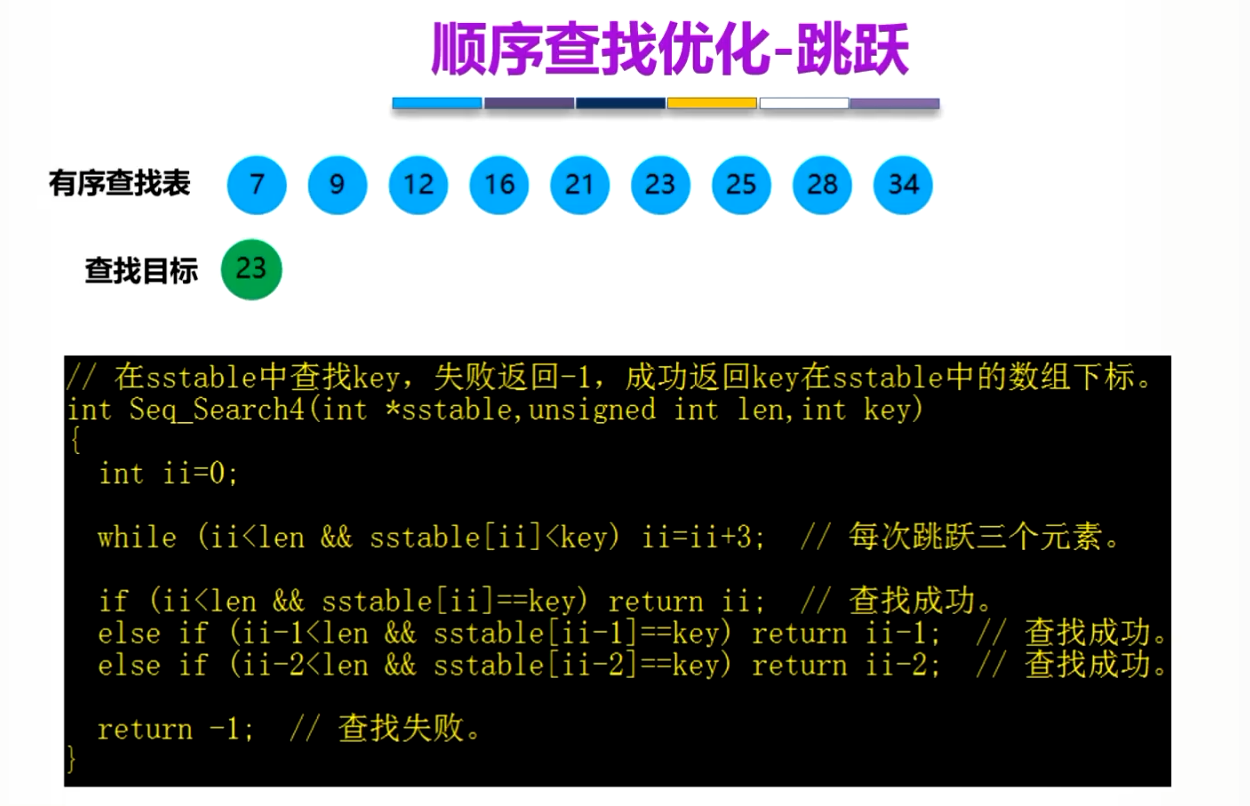 顺序查找优化-跳跃
有序查找表 7 9 12 16 21 23 25 28 34
查找目标 23
// 在sstable中查找key，失败返回-1，成功返回key在sstable中的数组下标。
int Seq_Search4(int *sstable,unsigned int len,int key)
{
  int ii=0;
  while (ii<len && sstable[ii]<key) ii=ii+3;  // 每次跳跃三个元素。
  if (ii<len && sstable[ii]==key) return ii;  // 查找成功。
  else if (ii-1<len && sstable[ii-1]==key) return ii-1;  // 查找成功。
  else if (ii-2<len && sstable[ii-2]==key) return ii-2;  // 查找成功。
  return -1;  // 查找失败。
}